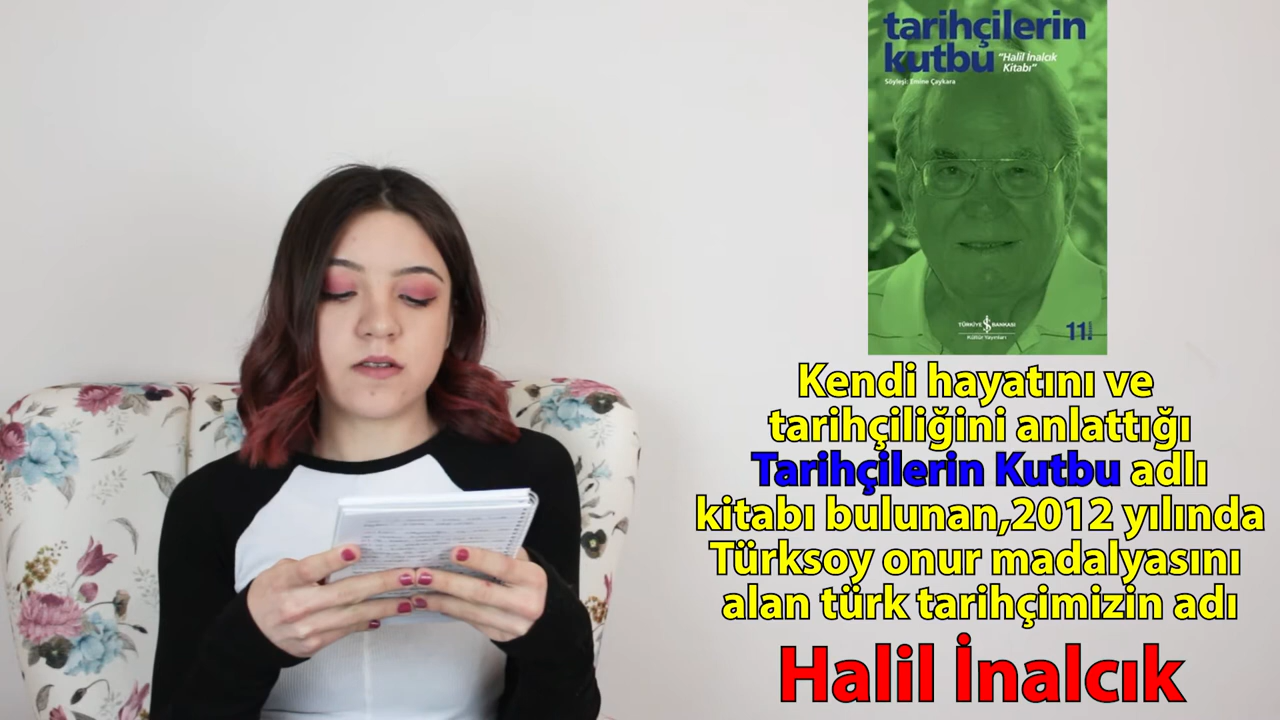 tarihçilerin
kutbu "Halil İnalcık
Kitabı"
Söyleşi: Emine Çaykara
TÜRKİYE BANKASI
Kültür Yayınları
11.
Kendi hayatını ve
tarihçiliğini anlattığı
Tarihçilerin Kutbu adlı
kitabı bulunan,2012 yılında
Türksoy onur madalyasını
alan türk tarihçimizin adı
Halil İnalcık